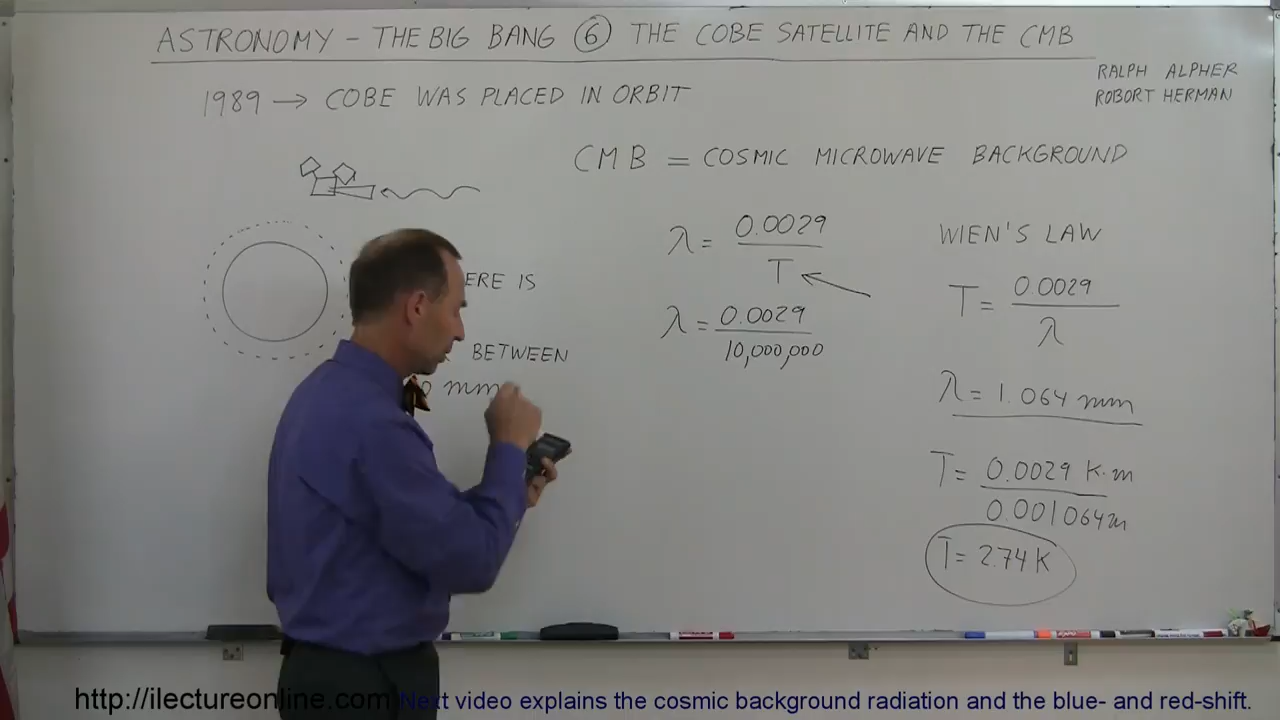 ASTRONOMY - THE BIG BANG 6 THE COBE SATELLITE AND THE CMB
RALPH ALPHER
ROBORT HERMAN
1989 → COBE WAS PLACED IN ORBIT
CMB = COSMIC MICROWAVE BACKGROUND
ERE IS
BETWEEN
mm
λ = 0.0029 / T
λ = 0.0029 / 10,000,000
WIEN'S LAW
T = 0.0029 / λ
λ = 1.064 mm
T = 0.0029 K·m / 0.001064m
T = 2.74 K
http://ilectureonline.com Next video explains the cosmic background radiation and the blue- and red-shift.